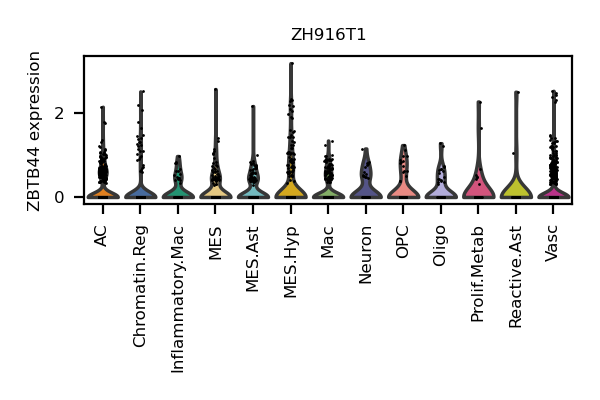 ZH916T1
ZBTB44 expression
2
0
AC
Chromatin.Reg
Inflammatory.Mac
MES
MES.Ast
MES.Hyp
Mac
Neuron
OPC
Oligo
Prolif.Metab
Reactive.Ast
Vasc